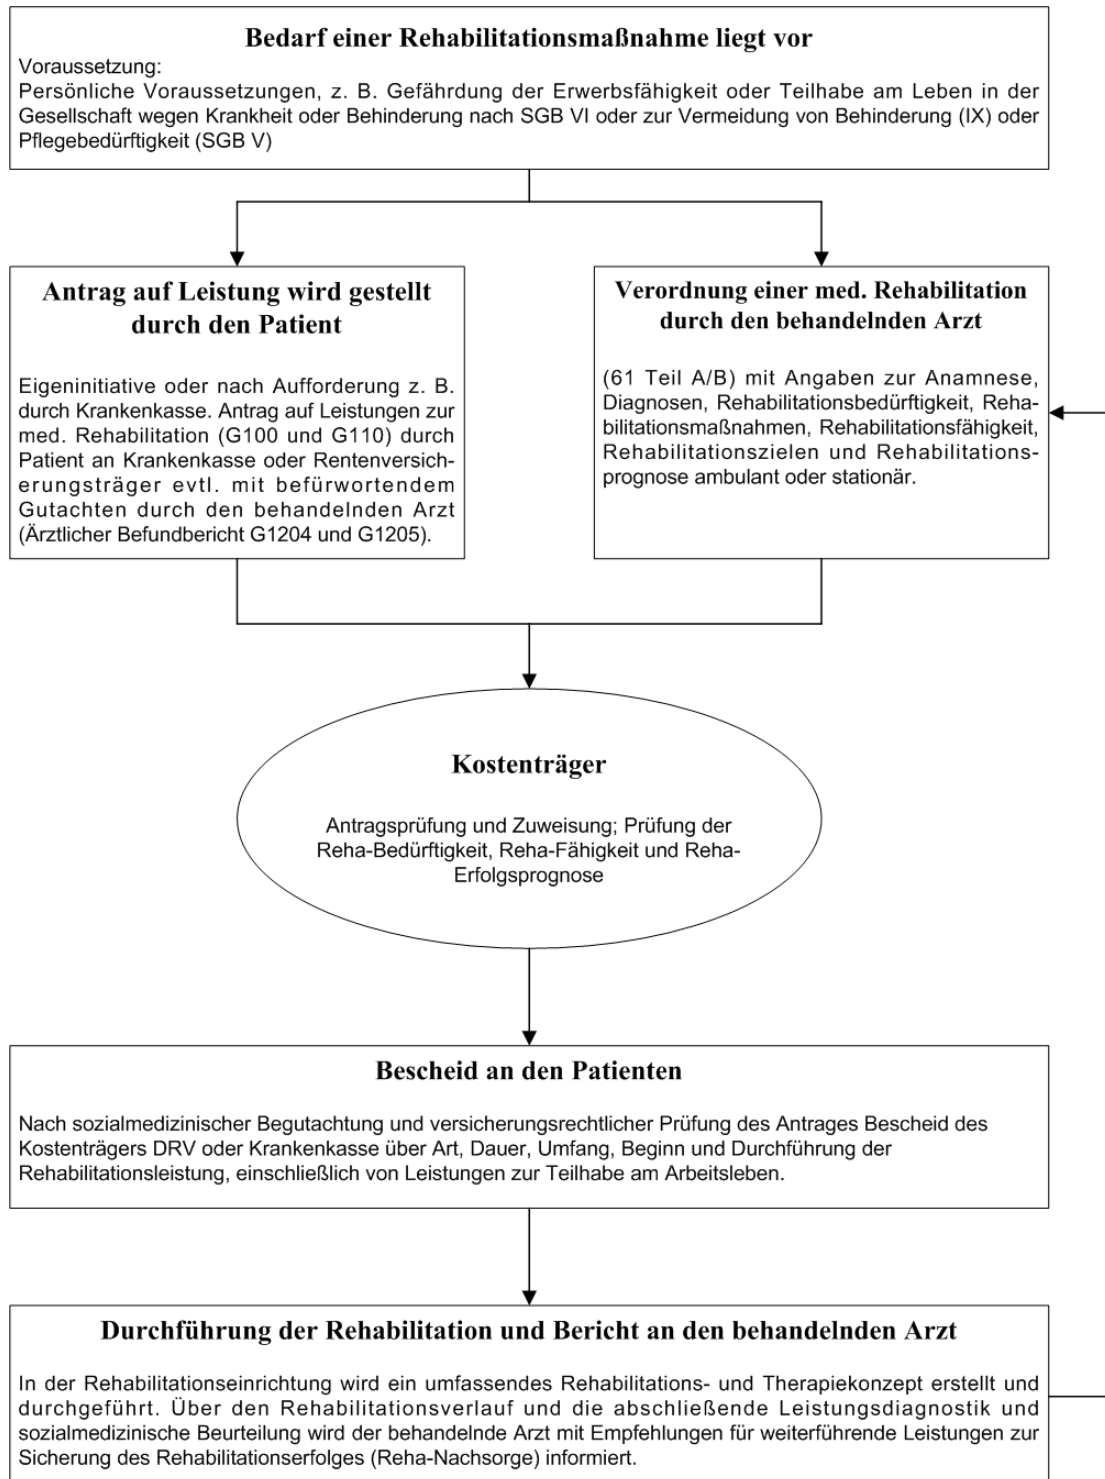 Bedarf einer Rehabilitationsmaßnahme liegt vor
Voraussetzung:
Persönliche Voraussetzungen, z. B. Gefährdung der Erwerbsfähigkeit oder Teilhabe am Leben in der
Gesellschaft wegen Krankheit oder Behinderung nach SGB VI oder zur Vermeidung von Behinderung (IX) oder
Pflegebedürftigkeit (SGB V)
Antrag auf Leistung wird gestellt
durch den Patient
Eigeninitiative oder nach Aufforderung z. B.
durch Krankenkasse. Antrag auf Leistungen zur
med. Rehabilitation (G100 und G110) durch
Patient an Krankenkasse oder Rentenversich-
erungsträger evtl. mit befürwortendem
Gutachten durch den behandelnden Arzt
(Ärztlicher Befundbericht G1204 und G1205).
Verordnung einer med. Rehabilitation
durch den behandelnden Arzt
(61 Teil A/B) mit Angaben zur Anamnese,
Diagnosen, Rehabilitationsbedürftigkeit, Reha-
bilitationsmaßnahmen, Rehabilitationsfähigkeit,
Rehabilitationszielen und Rehabilitations-
prognose ambulant oder stationär.
Kostenträger
Antragsprüfung und Zuweisung; Prüfung der
Reha-Bedürftigkeit, Reha-Fähigkeit und Reha-
Erfolgsprognose
Bescheid an den Patienten
Nach sozialmedizinischer Begutachtung und versicherungsrechtlicher Prüfung des Antrages Bescheid des
Kostenträgers DRV oder Krankenkasse über Art, Dauer, Umfang, Beginn und Durchführung der
Rehabilitationsleistung, einschließlich von Leistungen zur Teilhabe am Arbeitsleben.
Durchführung der Rehabilitation und Bericht an den behandelnden Arzt
In der Rehabilitationseinrichtung wird ein umfassendes Rehabilitations- und Therapiekonzept erstellt und
durchgeführt. Über den Rehabilitationsverlauf und die abschließende Leistungsdiagnostik und
sozialmedizinische Beurteilung wird der behandelnde Arzt mit Empfehlungen für weiterführende Leistungen zur
Sicherung des Rehabilitationserfolges (Reha-Nachsorge) informiert.